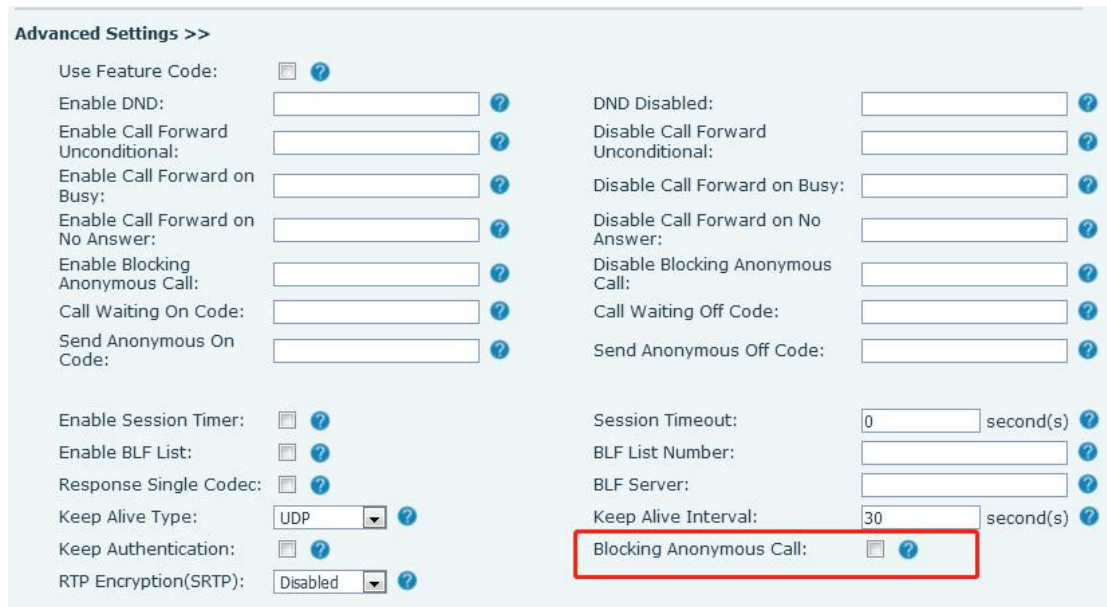 Advanced Settings >>
Use Feature Code: ?
Enable DND: ? DND Disabled: ?
Enable Call Forward
Unconditional: ? Disable Call Forward
Unconditional: ?
Enable Call Forward on
Busy: ? Disable Call Forward on Busy: ?
Enable Call Forward on
No Answer: ? Disable Call Forward on No
Answer: ?
Enable Blocking
Anonymous Call: ? Disable Blocking Anonymous
Call: ?
Call Waiting On Code: ? Call Waiting Off Code: ?
Send Anonymous On
Code: ? Send Anonymous Off Code: ?
Enable Session Timer: ? Session Timeout: 0 second(s) ?
Enable BLF List: ? BLF List Number: ?
Response Single Codec: ? BLF Server: ?
Keep Alive Type: UDP ? Keep Alive Interval: 30 second(s) ?
Keep Authentication: ? Blocking Anonymous Call: ?
RTP Encryption(SRTP): Disabled ?